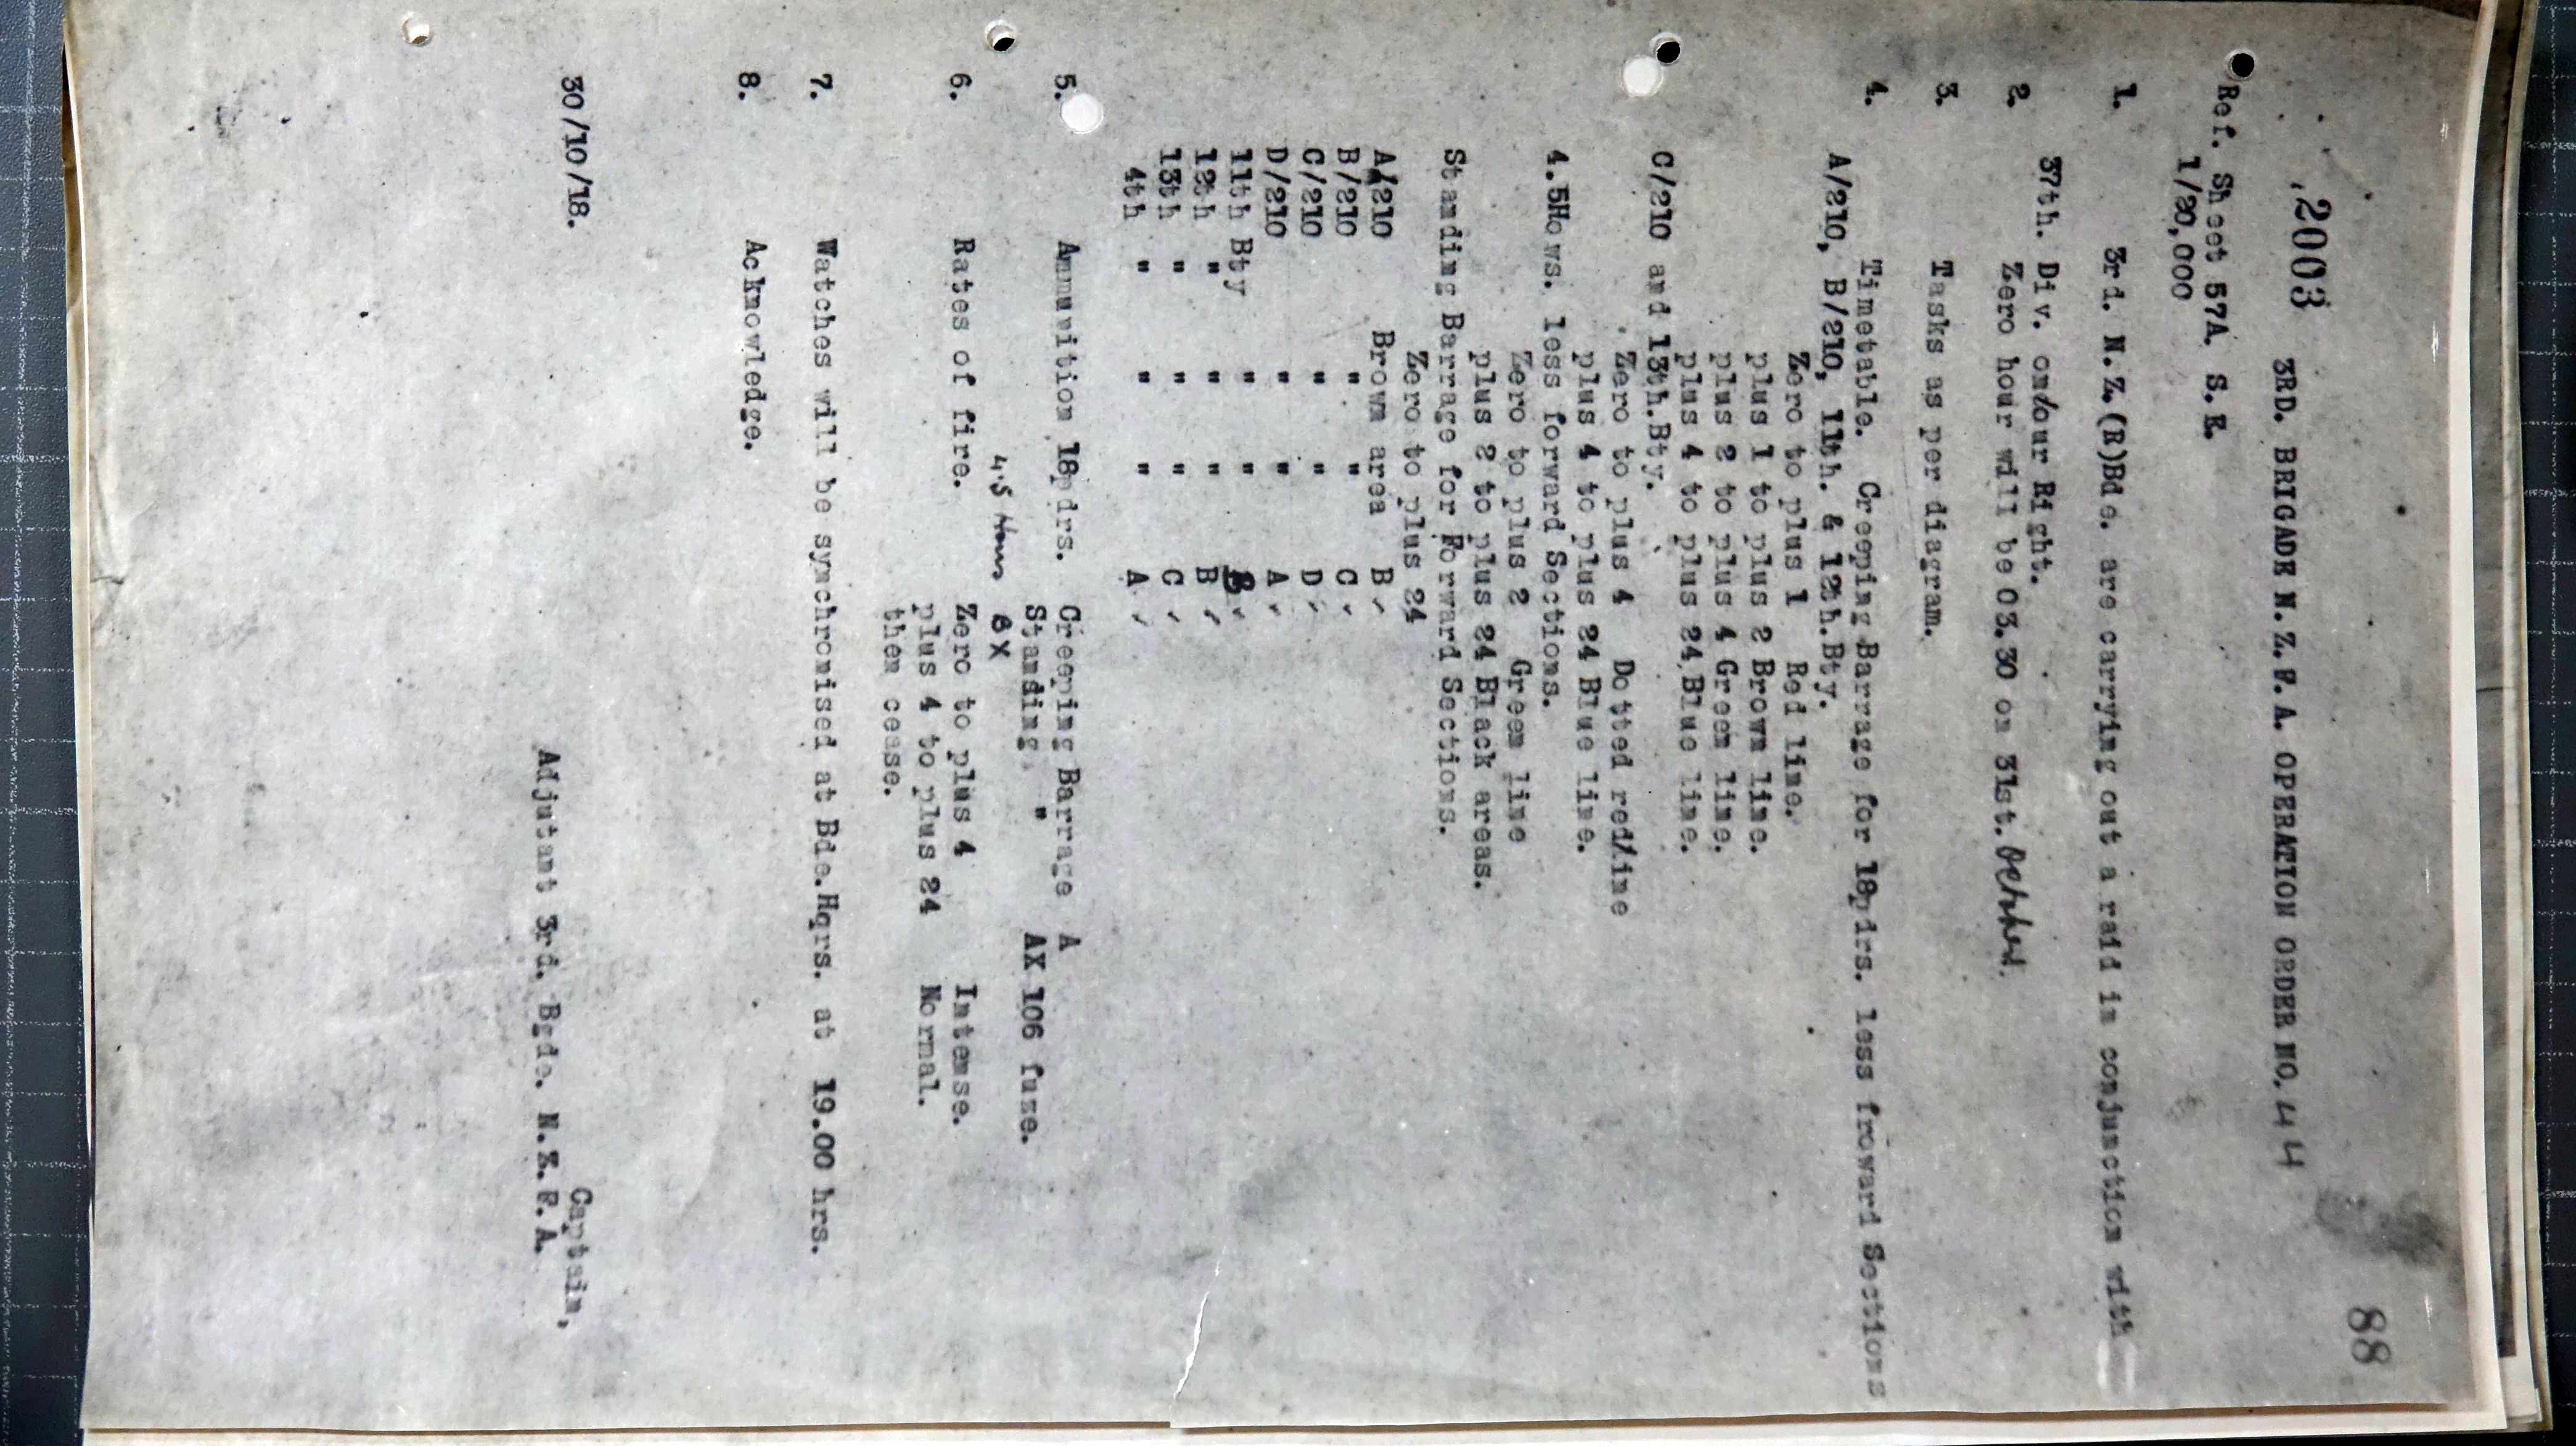 88
2003
3RD. BRIGADE N.Z.F.A. OPERATION ORDER NO. 44
Ref. Sheet 57A S.E.
1/20,000
1. 3rd. N.Z.(R)Bde. are carrying out a raid in conjunction with
37th. Div. on/our Right.
2. Zero hour will be 03.30 on 31st. October.
3. Tasks as per diagram.
4. Timetable. Creeping Barrage for 18pdrs. less froward Sections
A/210, B/210, 11th. & 12th.Bty.
Zero to plus 1 Red line.
plus 1 to plus 2 Brown line.
plus 2 to plus 4 Green line.
plus 4 to plus 24 Blue line.
C/210 and 13th.Bty.
Zero to plus 4 Dotted red/line
plus 4 to plus 24 Blue line.
4.5Hows. less forward Sections.
Zero to plus 2 Green line
plus 2 to plus 24 Black areas.
Standing Barrage for Forward Sections.
Zero to plus 24
A/210 Brown area B ✓
B/210 " " C ✓
C/210 " " D ✓
D/210 " " A ✓
11th Bty " " B ✓
12th " " " B ✓
13th " " " C ✓
4th " " " A ✓
5. Ammunition 18pdrs. Creeping Barrage A
Standing " AX 106 fuze.
4.5 Hows BX
6. Rates of fire. Zero to plus 4 Intense.
plus 4 to plus 24 Normal.
then cease.
7. Watches will be synchronised at Bde.Hqrs. at 19.00 hrs.
8. Acknowledge.
30/10/18. Captain,
Adjutant 3rd. Bgde. N.Z.F.A.